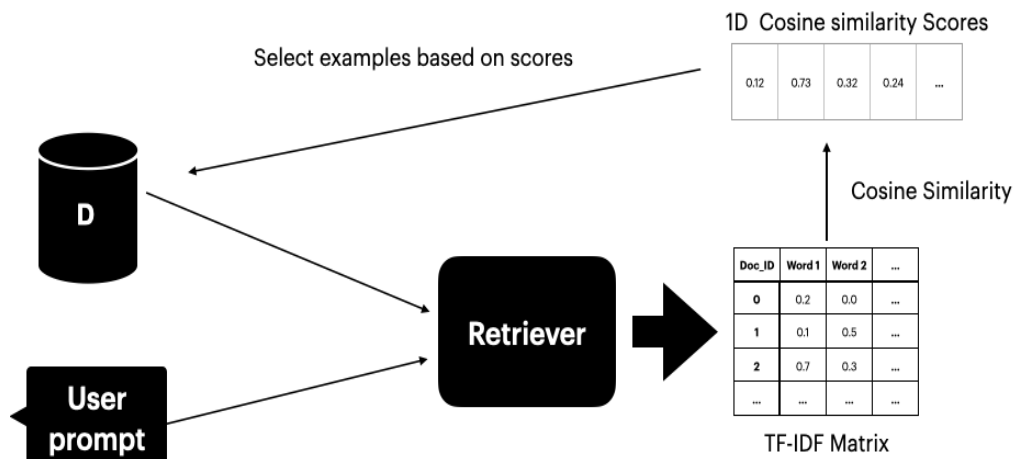 1D Cosine similarity Scores
Select examples based on scores
0.12 0.73 0.32 0.24 ...
D
Cosine Similarity
Doc_ID Word 1 Word 2 ...
0 0.2 0.0 ...
1 0.1 0.5 ...
2 0.7 0.3 ...
... ... ... ...
Retriever
User
prompt
TF-IDF Matrix